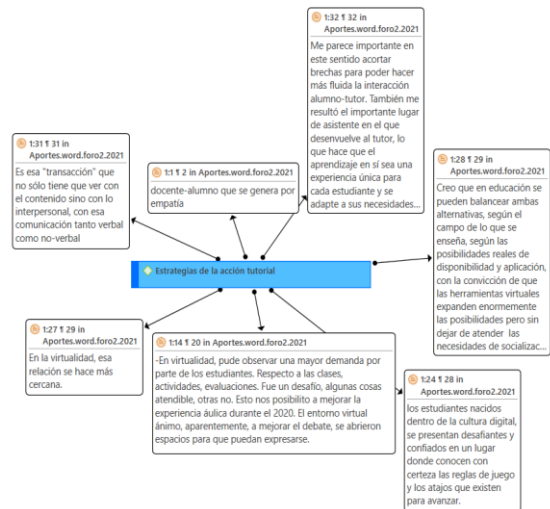 1:32 ¶ 32 in
Aportes.word.foro2.2021
Me parece importante en
este sentido acortar
brechas para poder hacer
más fluida la interacción
alumno-tutor. También me
resultó el importante lugar
de asistente en el que
desenvuelve al tutor, lo
que hace que el
aprendizaje en sí sea una
experiencia única para
cada estudiante y se
adapte a sus necesidades...
1:31 ¶ 31 in
Aportes.word.foro2.2021
Es esa "transacción" que
no sólo tiene que ver con
el contenido sino con lo
interpersonal, con esa
comunicación tanto verbal
como no-verbal
1:1 ¶ 2 in Aportes.word.foro2.2021
docente-alumno que se genera por
empatía
1:28 ¶ 29 in
Aportes.word.foro2.2021
Creo que en educación se
pueden balancear ambas
alternativas, según el
campo de lo que se
enseña, según las
posibilidades reales de
disponibilidad y aplicación,
con la convicción de que
las herramientas virtuales
expanden enormemente
las posibilidades pero sin
dejar de atender las
necesidades de socializac...
Estrategias de la acción tutorial
1:27 ¶ 29 in
Aportes.word.foro2.2021
En la virtualidad, esa
relación se hace más
cercana.
1:14 ¶ 20 in Aportes.word.foro2.2021
-En virtualidad, pude observar una mayor demanda por
parte de los estudiantes. Respecto a las clases,
actividades, evaluaciones. Fue un desafío, algunas cosas
atendible, otras no. Esto nos posibilito a mejorar la
experiencia áulica durante el 2020. El entorno virtual
ánimo, aparentemente, a mejorar el debate, se abrieron
espacios para que puedan expresarse.
1:24 ¶ 28 in
Aportes.word.foro2.2021
los estudiantes nacidos
dentro de la cultura digital,
se presentan desafiantes y
confiados en un lugar
donde conocen con
certeza las reglas de juego
y los atajos que existen
para avanzar.